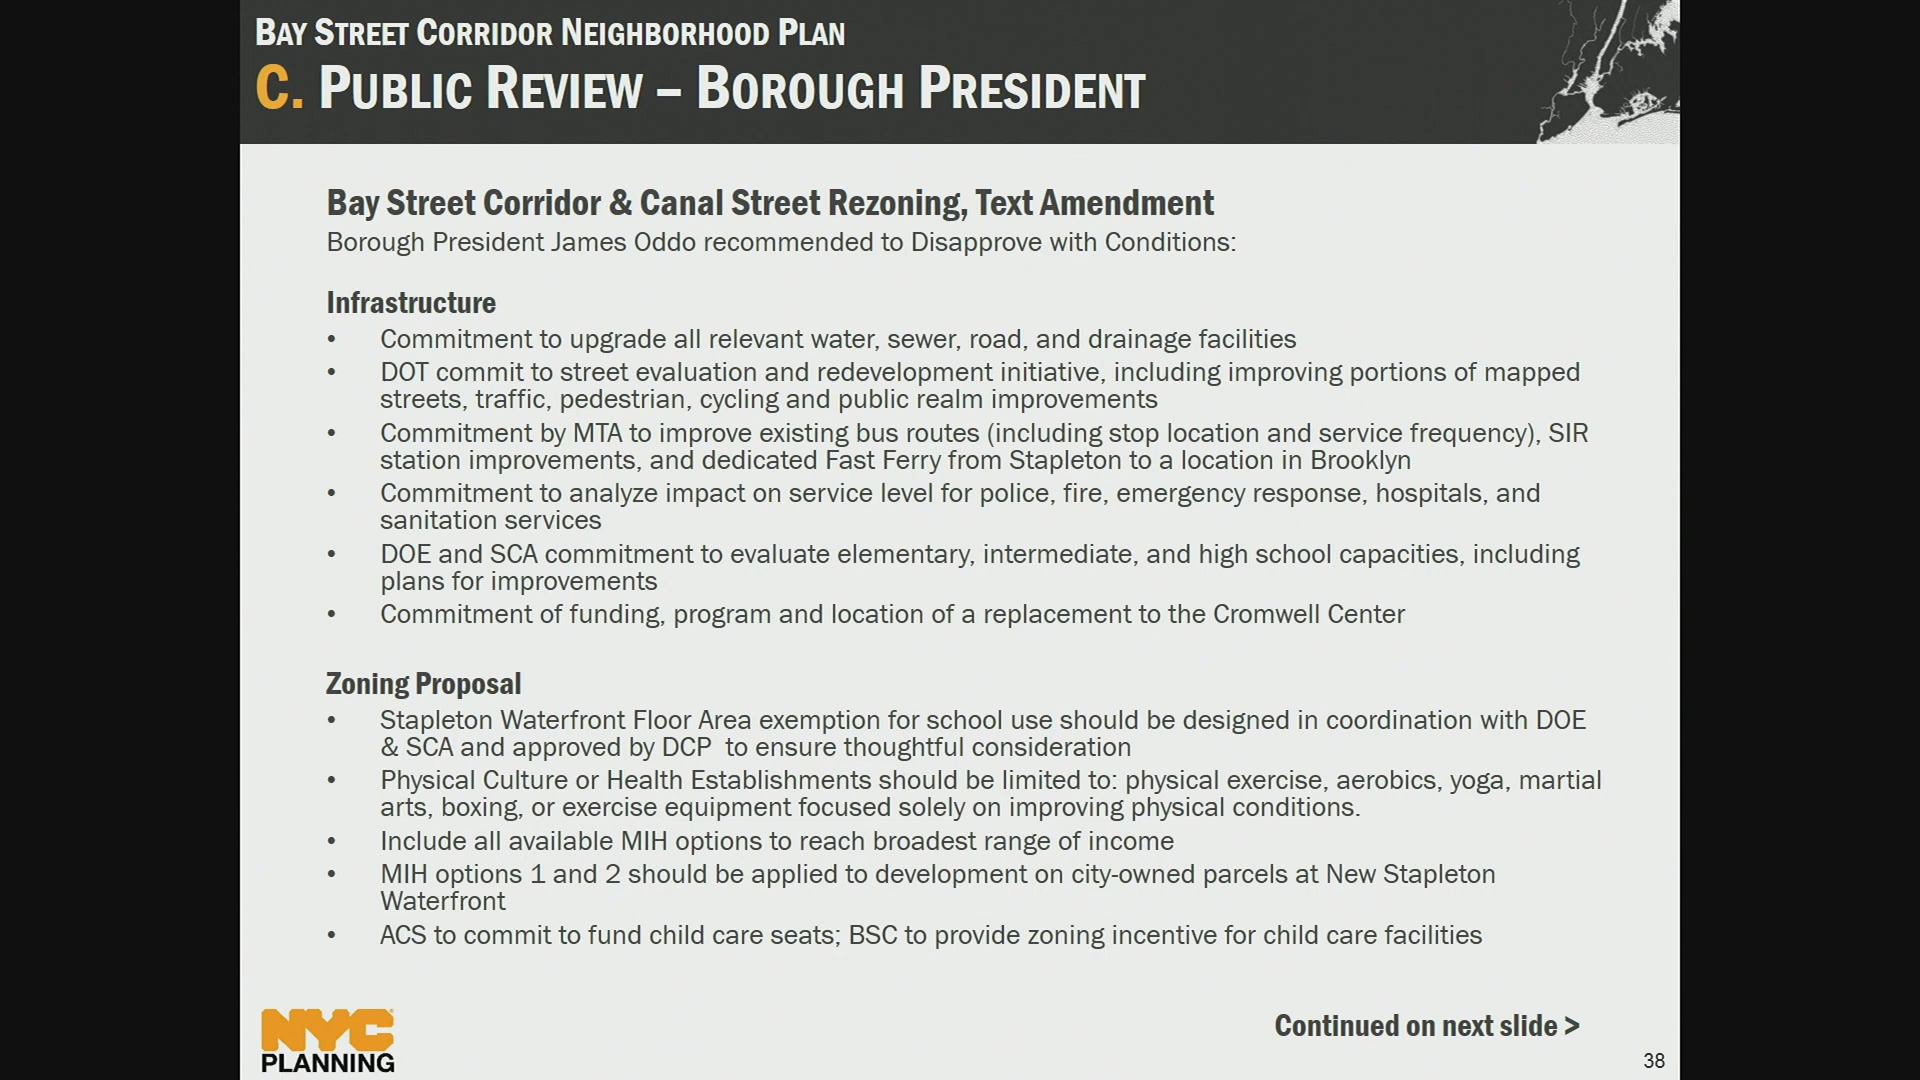 BAY STREET CORRIDOR NEIGHBORHOOD PLAN
C. PUBLIC REVIEW – BOROUGH PRESIDENT
Bay Street Corridor & Canal Street Rezoning, Text Amendment
Borough President James Oddo recommended to Disapprove with Conditions:
Infrastructure
• Commitment to upgrade all relevant water, sewer, road, and drainage facilities
• DOT commit to street evaluation and redevelopment initiative, including improving portions of mapped
streets, traffic, pedestrian, cycling and public realm improvements
• Commitment by MTA to improve existing bus routes (including stop location and service frequency), SIR
station improvements, and dedicated Fast Ferry from Stapleton to a location in Brooklyn
• Commitment to analyze impact on service level for police, fire, emergency response, hospitals, and
sanitation services
• DOE and SCA commitment to evaluate elementary, intermediate, and high school capacities, including
plans for improvements
• Commitment of funding, program and location of a replacement to the Cromwell Center
Zoning Proposal
• Stapleton Waterfront Floor Area exemption for school use should be designed in coordination with DOE
& SCA and approved by DCP to ensure thoughtful consideration
• Physical Culture or Health Establishments should be limited to: physical exercise, aerobics, yoga, martial
arts, boxing, or exercise equipment focused solely on improving physical conditions.
• Include all available MIH options to reach broadest range of income
• MIH options 1 and 2 should be applied to development on city-owned parcels at New Stapleton
Waterfront
• ACS to commit to fund child care seats; BSC to provide zoning incentive for child care facilities
Continued on next slide >
NYC
PLANNING
38